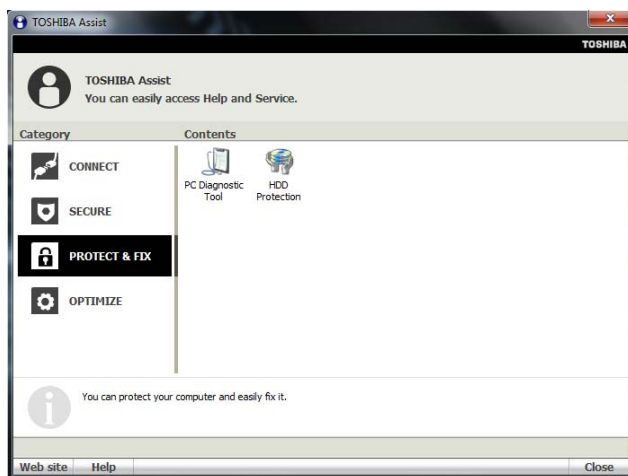 TOSHIBA Assist
TOSHIBA
TOSHIBA Assist
You can easily access Help and Service.
Category
Contents
CONNECT
SECURE
PROTECT & FIX
OPTIMIZE
PC Diagnostic
Tool
HDD
Protection
You can protect your computer and easily fix it.
Web site
Help
Close